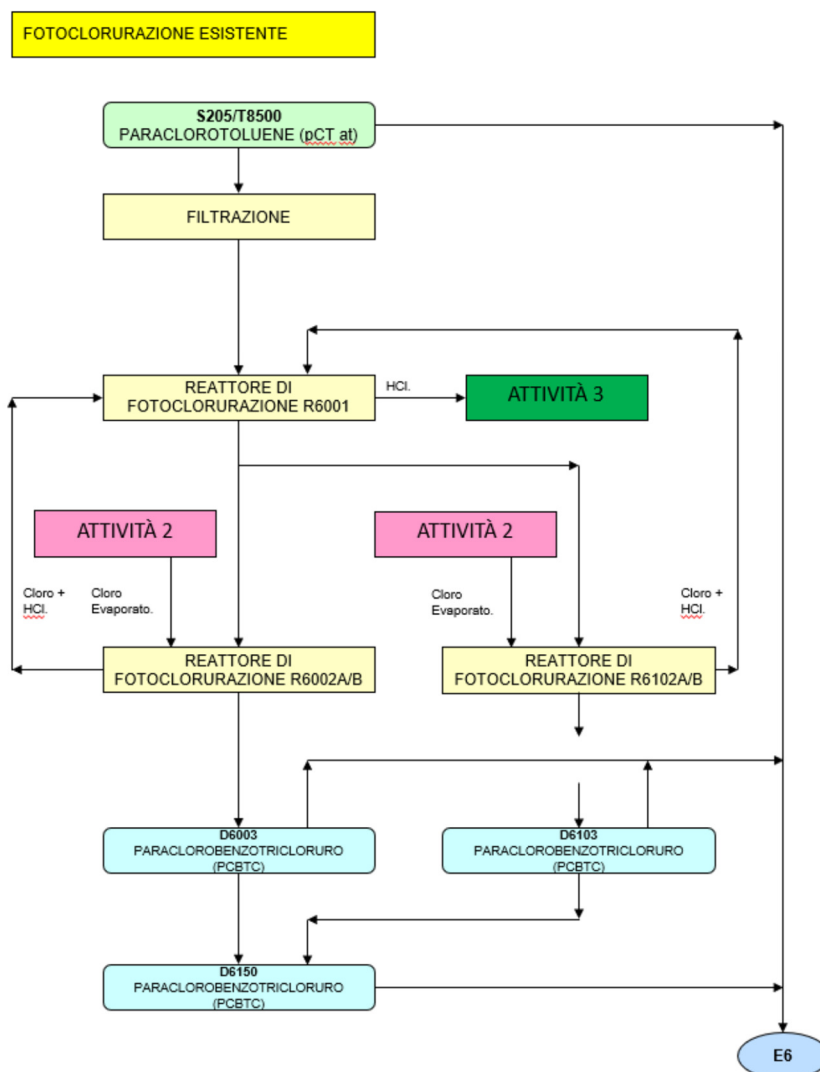 FOTOCLORURAZIONE ESISTENTE
S205/T8500
PARACLOROTOLUENE (pCT at)
FILTRAZIONE
REATTORE DI
FOTOCLORURAZIONE R6001
HCl.
ATTIVITÀ 3
ATTIVITÀ 2
ATTIVITÀ 2
Cloro +
HCl.
Cloro
Evaporato.
Cloro
Evaporato.
Cloro +
HCl.
REATTORE DI
FOTOCLORURAZIONE R6002A/B
REATTORE DI
FOTOCLORURAZIONE R6102A/B
D6003
PARACLOROBENZOTRICLORURO
(PCBTC)
D6103
PARACLOROBENZOTRICLORURO
(PCBTC)
D6150
PARACLOROBENZOTRICLORURO
(PCBTC)
E6